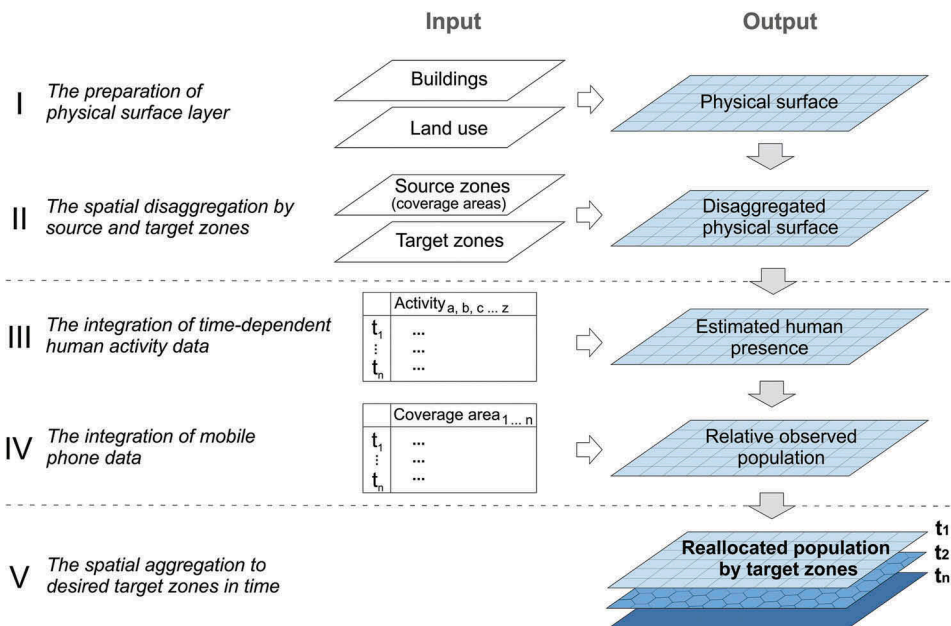 Input
Output
I
The preparation of
physical surface layer
Buildings
Land use
Physical surface
II
The spatial disaggregation by
source and target zones
Source zones
(coverage areas)
Target zones
Disaggregated
physical surface
III
The integration of time-dependent
human activity data
Activity a, b, c ... z
t1 ...
⋮ ...
tn ...
Estimated human
presence
IV
The integration of mobile
phone data
Coverage area 1 ... n
t1 ...
⋮ ...
tn ...
Relative observed
population
V
The spatial aggregation to
desired target zones in time
Reallocated population
by target zones
t1
t2
tn